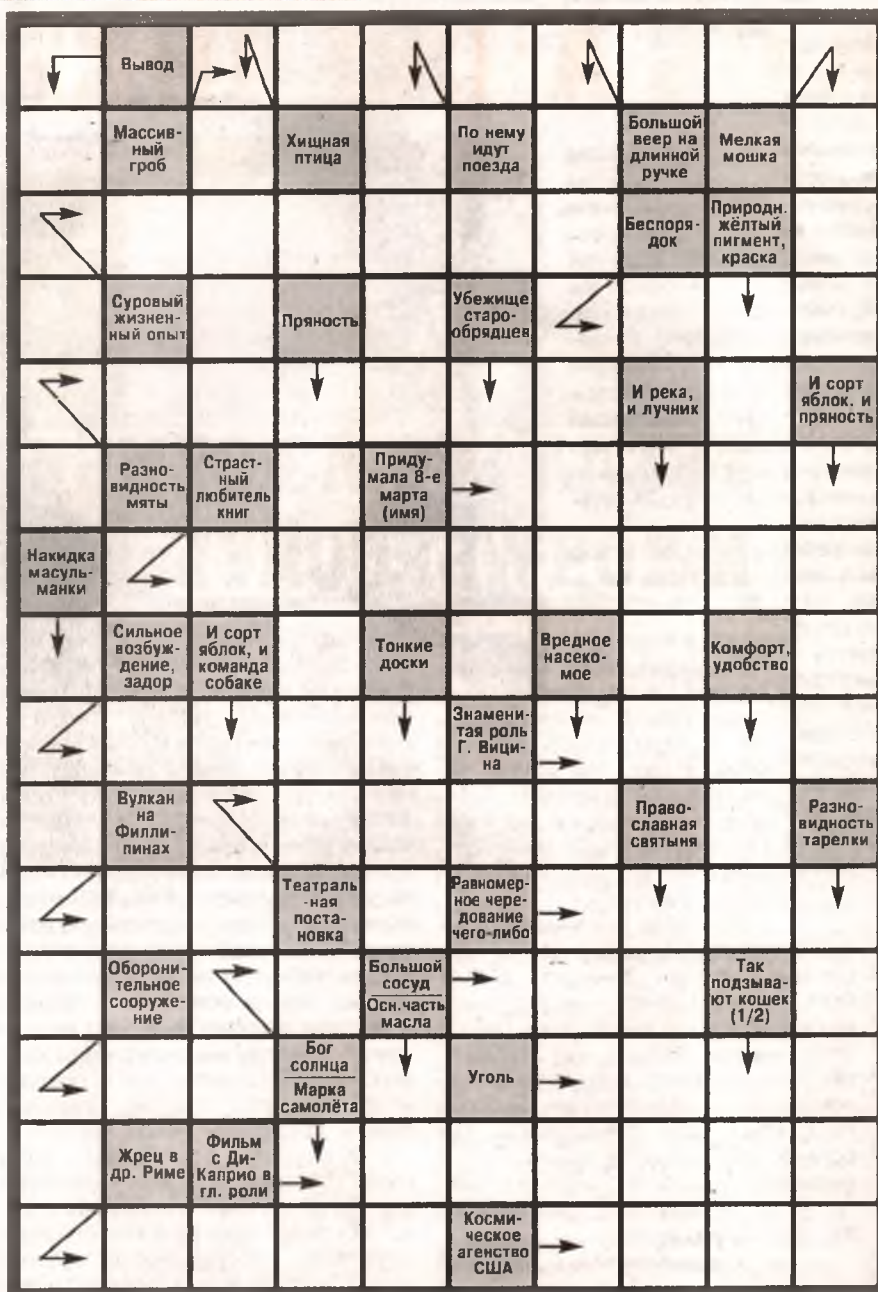 Вывод
Массив-
ный
гроб
Хищная
птица
По нему
идут
поезда
Большой
веер на
длинной
ручке
Мелкая
мошка
Беспоря-
док
Природн.
жёлтый
пигмент,
краска
Суровый
жизнен-
ный опыт
Пряность
Убежище
старо-
обрядцев
И река,
и лучник
И сорт
яблок. и
пряность
Разно-
видность
мяты
Страст-
ный
любитель
книг
Приду-
мала 8-е
марта
(имя)
Накидка
масуль-
манки
Сильное
возбуж-
дение,
задор
И сорт
яблок, и
команда
собаке
Тонкие
доски
Вредное
насеко-
мое
Комфорт,
удобство
Знамени-
тая роль
Г. Вици-
на
Вулкан
на
Филли-
пинах
Право-
славная
святыня
Разно-
видность
тарелки
Театраль
-ная
поста-
новка
Равномер-
ное чере-
дование
чего-либо
Оборони-
тельное
сооруже-
ние
Большой
сосуд
Осн.часть
масла
Так
подзыва-
ют кошек
(1/2)
Бог
солнца
Марка
самолёта
Уголь
Жрец в
др. Риме
Фильм
с Ди-
Каприо в
гл. роли
Косми-
ческое
агенство
США